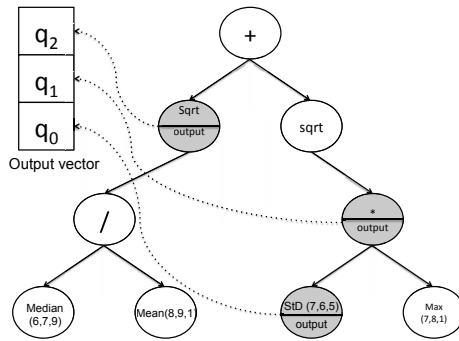 q2
q1
q0
Output vector
+
Sqrt
output
sqrt
/
*
output
Median
(6,7,9)
Mean(8,9,1)
StD (7,6,5)
output
Max
(7,8,1)